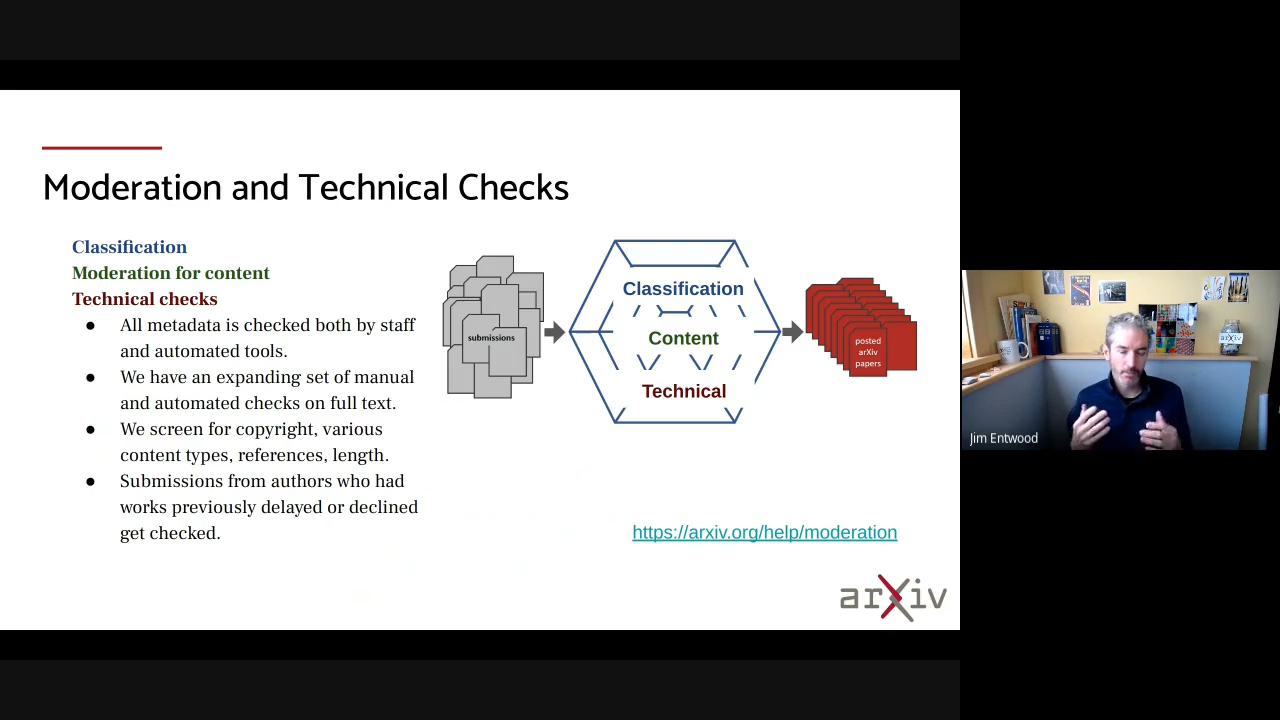 Moderation and Technical Checks
Classification
Moderation for content
Technical checks
● All metadata is checked both by staff
and automated tools.
● We have an expanding set of manual
and automated checks on full text.
● We screen for copyright, various
content types, references, length.
● Submissions from authors who had
works previously delayed or declined
get checked.
submissions
Classification
Content
Technical
posted
arXiv
papers
https://arxiv.org/help/moderation
arXiv
Jim Entwood